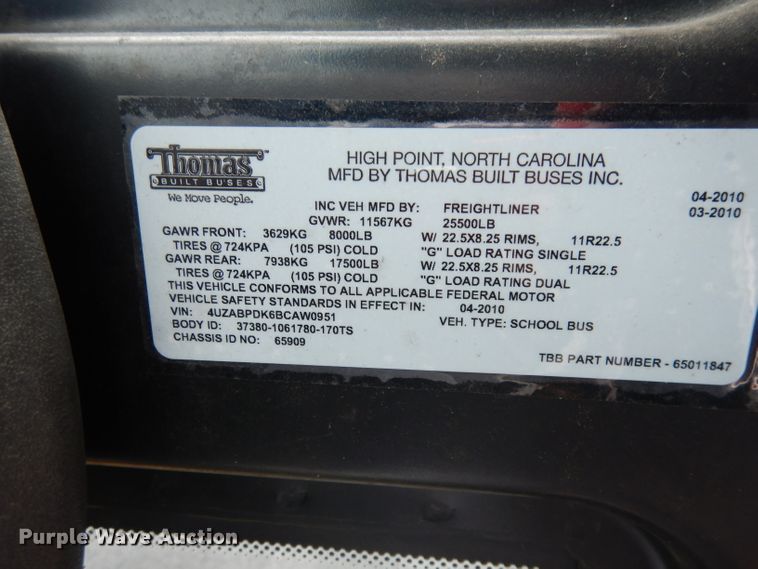 Thomas
BUILT BUSES
We Move People.
HIGH POINT, NORTH CAROLINA
MFD BY THOMAS BUILT BUSES INC.
04-2010
INC VEH MFD BY: FREIGHTLINER 03-2010
GVWR: 11567KG 25500LB
GAWR FRONT: 3629KG 8000LB W/ 22.5X8.25 RIMS, 11R22.5
TIRES @ 724KPA (105 PSI) COLD "G" LOAD RATING SINGLE
GAWR REAR: 7938KG 17500LB W/ 22.5X8.25 RIMS, 11R22.5
TIRES @ 724KPA (105 PSI) COLD "G" LOAD RATING DUAL
THIS VEHICLE CONFORMS TO ALL APPLICABLE FEDERAL MOTOR
VEHICLE SAFETY STANDARDS IN EFFECT IN: 04-2010
VIN: 4UZABPDK6BCAW0951
BODY ID: 37380-1061780-170TS VEH. TYPE: SCHOOL BUS
CHASSIS ID NO: 65909
TBB PART NUMBER - 65011847
Purple Wave Auction